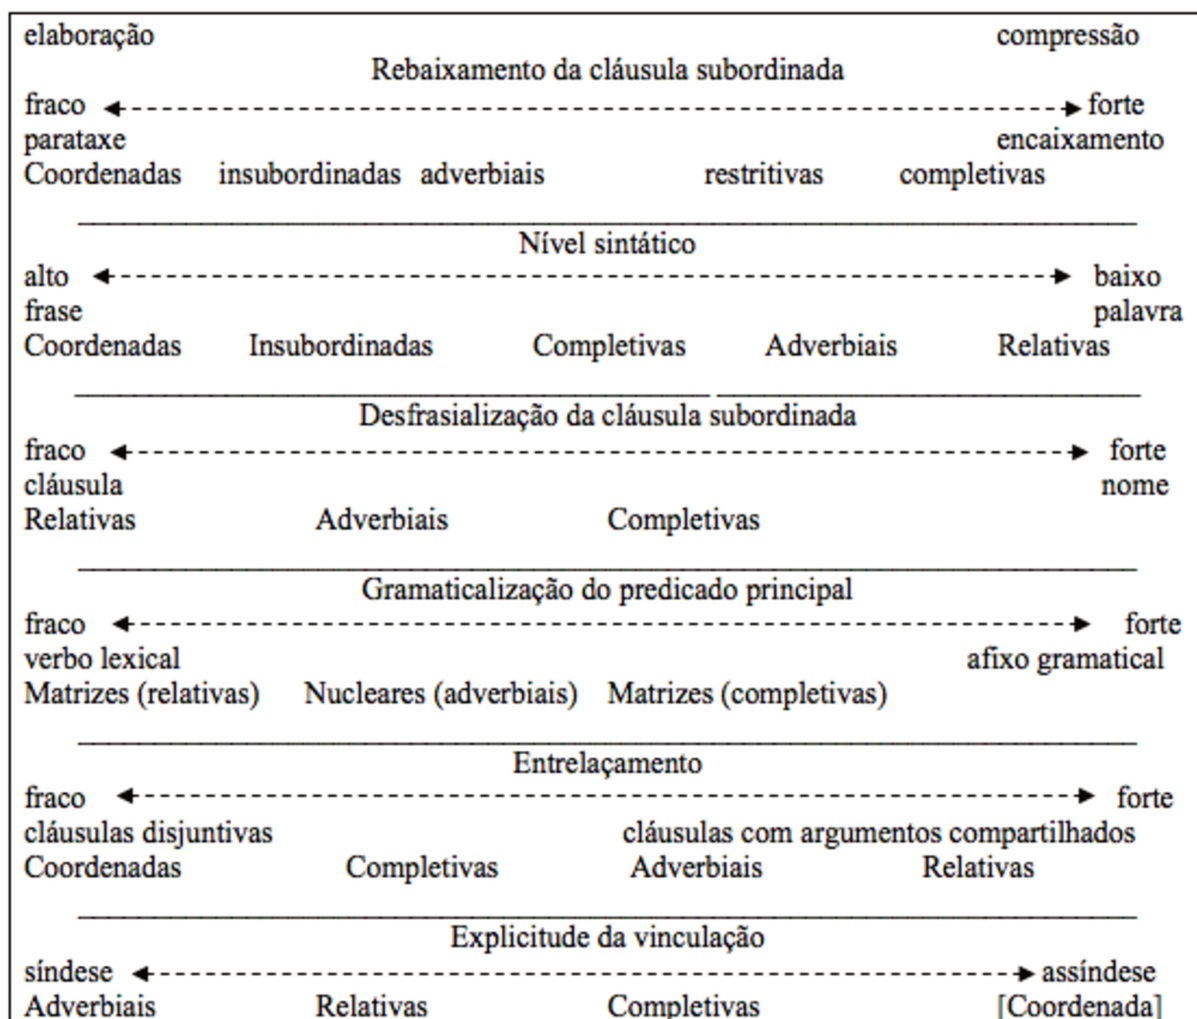 elaboração compressão
Rebaixamento da cláusula subordinada
fraco forte
parataxe encaixamento
Coordenadas insubordinadas adverbiais restritivas completivas
Nível sintático
alto baixo
frase palavra
Coordenadas Insubordinadas Completivas Adverbiais Relativas
Desfrasialização da cláusula subordinada
fraco forte
cláusula nome
Relativas Adverbiais Completivas
Gramaticalização do predicado principal
fraco forte
verbo lexical afixo gramatical
Matrizes (relativas) Nucleares (adverbiais) Matrizes (completivas)
Entrelaçamento
fraco forte
cláusulas disjuntivas cláusulas com argumentos compartilhados
Coordenadas Completivas Adverbiais Relativas
Explicitude da vinculação
síndese assíndese
Adverbiais Relativas Completivas [Coordenada]